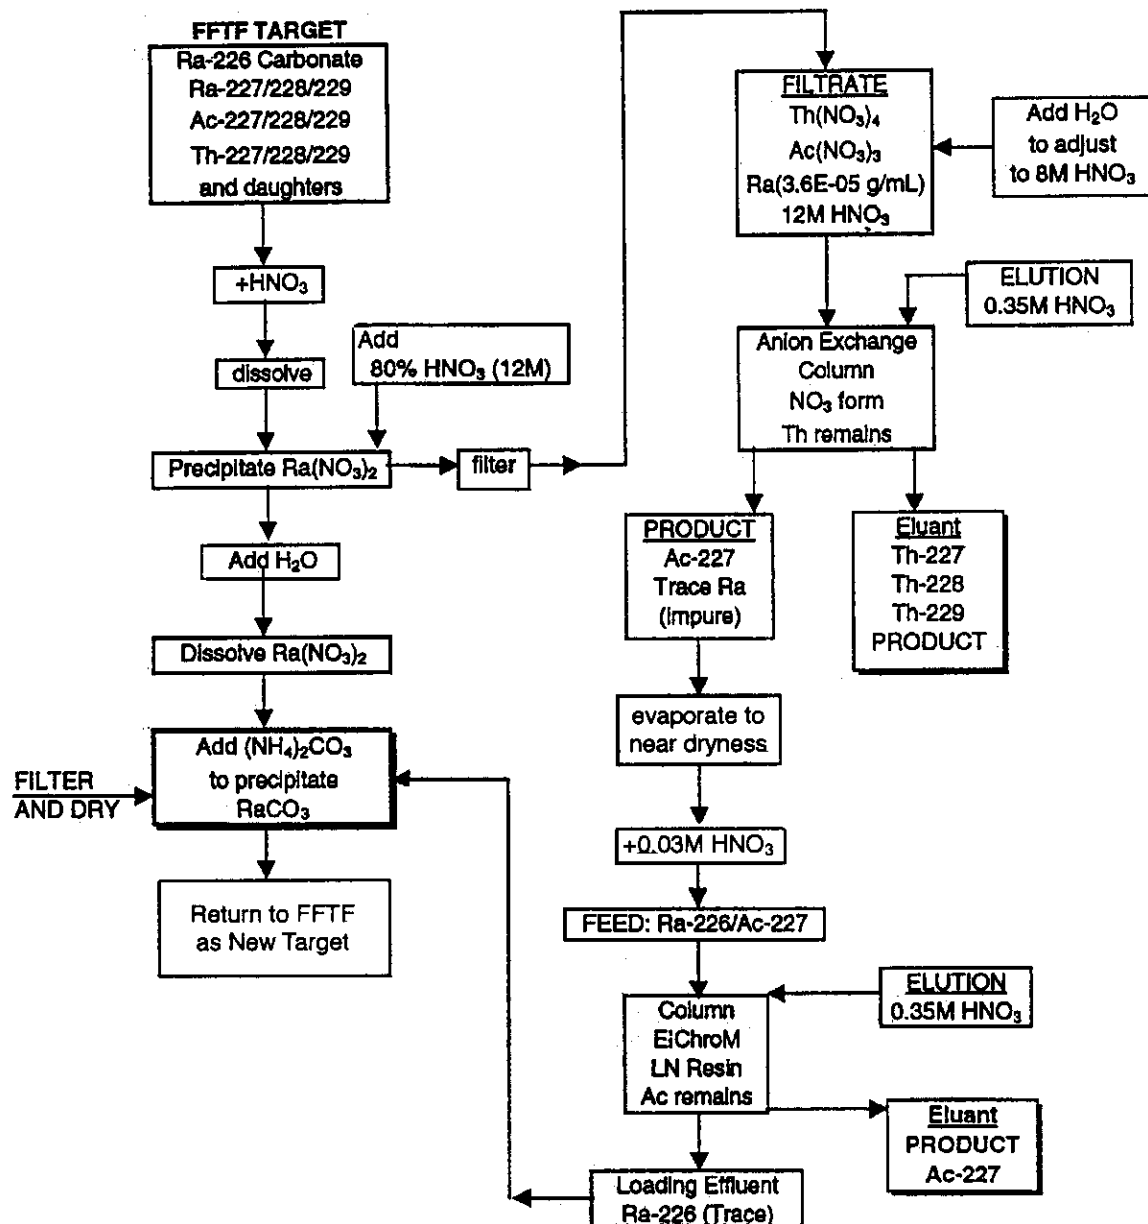 FFTF TARGET
Ra-226 Carbonate
Ra-227/228/229
Ac-227/228/229
Th-227/228/229
and daughters
+HNO₃
dissolve
Add
80% HNO₃ (12M)
Precipitate Ra(NO₃)₂
filter
Add H₂O
Dissolve Ra(NO₃)₂
Add (NH₄)₂CO₃
to precipitate
RaCO₃
FILTER
AND DRY
Return to FFTF
as New Target
FILTRATE
Th(NO₃)₄
Ac(NO₃)₃
Ra(3.6E-05 g/mL)
12M HNO₃
Add H₂O
to adjust
to 8M HNO₃
ELUTION
0.35M HNO₃
Anion Exchange
Column
NO₃ form
Th remains
PRODUCT
Ac-227
Trace Ra
(impure)
Eluant
Th-227
Th-228
Th-229
PRODUCT
evaporate to
near dryness
+0.03M HNO₃
FEED: Ra-226/Ac-227
ELUTION
0.35M HNO₃
Column
EiChroM
LN Resin
Ac remains
Eluant
PRODUCT
Ac-227
Loading Effluent
Ra-226 (Trace)